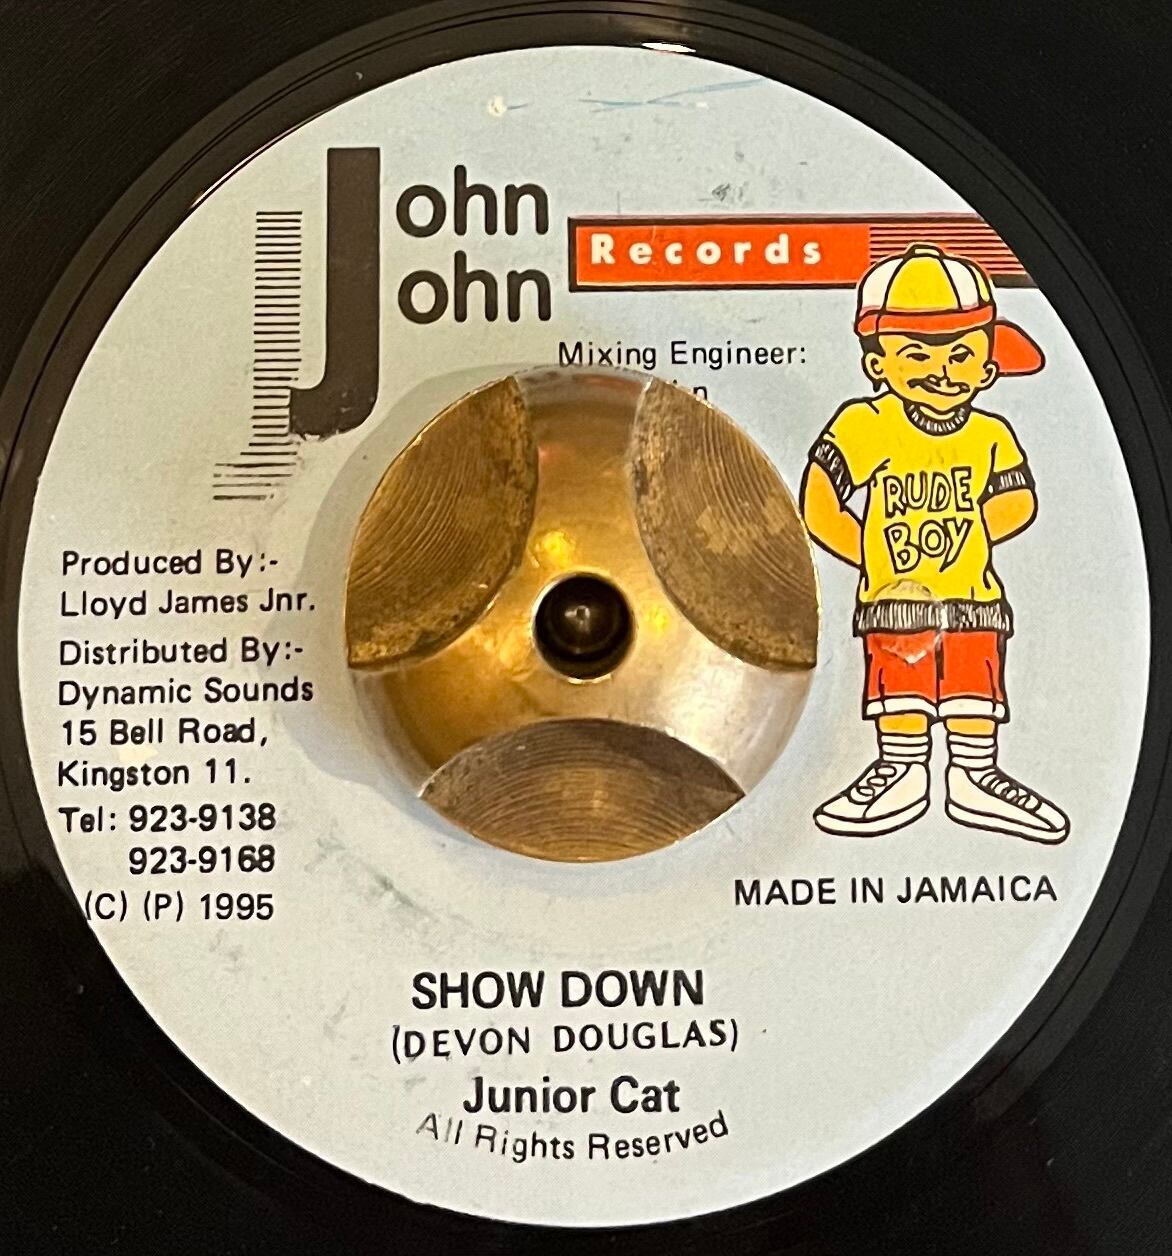 John
John
Records
Mixing Engineer:
RUDE
BOY
Produced By:-
Lloyd James Jnr.
Distributed By:-
Dynamic Sounds
15 Bell Road,
Kingston 11.
Tel: 923-9138
923-9168
(C) (P) 1995
MADE IN JAMAICA
SHOW DOWN
(DEVON DOUGLAS)
Junior Cat
All Rights Reserved